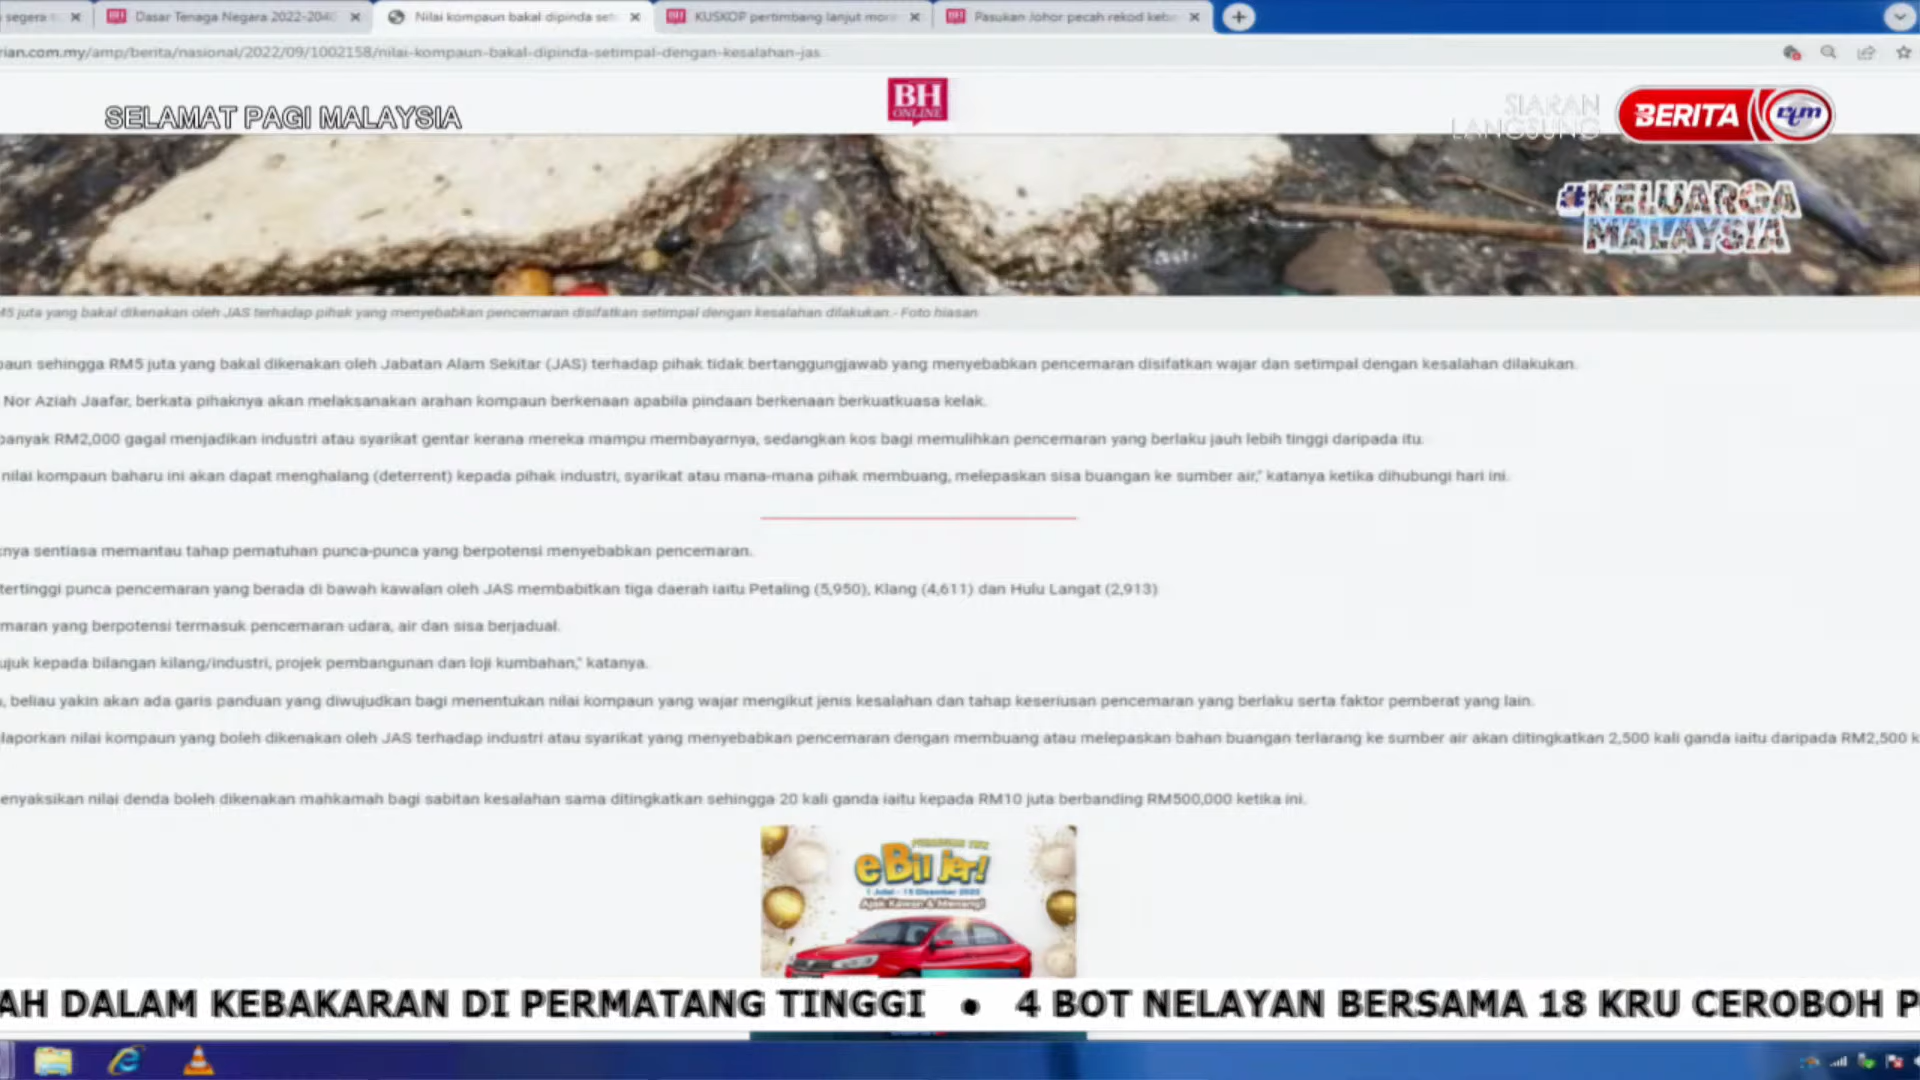 segera
Dasar Tenaga Negara 2022-2040
Nilai kompaun bakal dipinda set
KUSKOP pertimbang lanjut mor
Pasukan Johor pecah rekod keb
rian.com.my/amp/berita/nasional/2022/09/1002158/nilai-kompaun-bakal-dipinda-setimpal-dengan-kesalahan-jas
SELAMAT PAGI MALAYSIA
BH
ONLINE
SIARAN
LANGSUNG
BERITA rtm
#KELUARGA
MALAYSIA
M5 juta yang bakal dikenakan oleh JAS terhadap pihak yang menyebabkan pencemaran disifatkan setimpal dengan kesalahan dilakukan.- Foto hiasan
paun sehingga RM5 juta yang bakal dikenakan oleh Jabatan Alam Sekitar (JAS) terhadap pihak tidak bertanggungjawab yang menyebabkan pencemaran disifatkan wajar dan setimpal dengan kesalahan dilakukan.
Nor Aziah Jaafar, berkata pihaknya akan melaksanakan arahan kompaun berkenaan apabila pindaan berkenaan berkuatkuasa kelak.
banyak RM2,000 gagal menjadikan industri atau syarikat gentar kerana mereka mampu membayarnya, sedangkan kos bagi memulihkan pencemaran yang berlaku jauh lebih tinggi daripada itu.
nilai kompaun baharu ini akan dapat menghalang (deterrent) kepada pihak industri, syarikat atau mana-mana pihak membuang, melepaskan sisa buangan ke sumber air," katanya ketika dihubungi hari ini.
knya sentiasa memantau tahap pematuhan punca-punca yang berpotensi menyebabkan pencemaran.
tertinggi punca pencemaran yang berada di bawah kawalan oleh JAS membabitkan tiga daerah iaitu Petaling (5,950), Klang (4,611) dan Hulu Langat (2,913)
maran yang berpotensi termasuk pencemaran udara, air dan sisa berjadual.
ujuk kepada bilangan kilang/industri, projek pembangunan dan loji kumbahan," katanya.
, beliau yakin akan ada garis panduan yang diwujudkan bagi menentukan nilai kompaun yang wajar mengikut jenis kesalahan dan tahap keseriusan pencemaran yang berlaku serta faktor pemberat yang lain.
laporkan nilai kompaun yang boleh dikenakan oleh JAS terhadap industri atau syarikat yang menyebabkan pencemaran dengan membuang atau melepaskan bahan buangan terlarang ke sumber air akan ditingkatkan 2,500 kali ganda iaitu daripada RM2,500 k
enyaksikan nilai denda boleh dikenakan mahkamah bagi sabitan kesalahan sama ditingkatkan sehingga 20 kali ganda iaitu kepada RM10 juta berbanding RM500,000 ketika ini.
eBil jer!
1 Julai - 15 Disember 2022
Ajak Kawan & Menang!
AH DALAM KEBAKARAN DI PERMATANG TINGGI • 4 BOT NELAYAN BERSAMA 18 KRU CEROBOH P